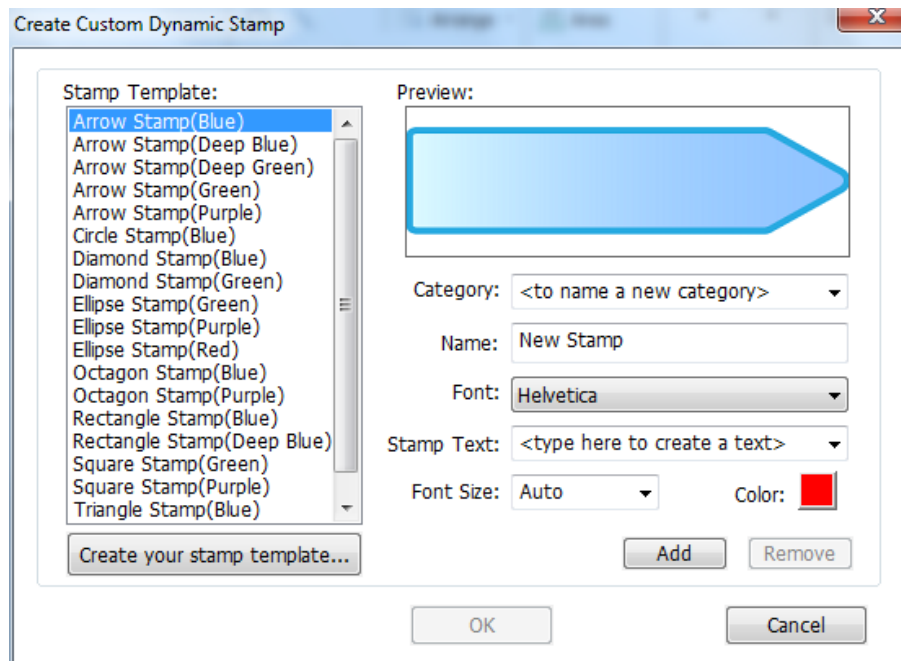 Create Custom Dynamic Stamp
Stamp Template:
Arrow Stamp(Blue)
Arrow Stamp(Deep Blue)
Arrow Stamp(Deep Green)
Arrow Stamp(Green)
Arrow Stamp(Purple)
Circle Stamp(Blue)
Diamond Stamp(Blue)
Diamond Stamp(Green)
Ellipse Stamp(Green)
Ellipse Stamp(Purple)
Ellipse Stamp(Red)
Octagon Stamp(Blue)
Octagon Stamp(Purple)
Rectangle Stamp(Blue)
Rectangle Stamp(Deep Blue)
Square Stamp(Green)
Square Stamp(Purple)
Triangle Stamp(Blue)
Create your stamp template...
Preview:
Category: <to name a new category>
Name: New Stamp
Font: Helvetica
Stamp Text: <type here to create a text>
Font Size: Auto Color:
Add Remove
OK Cancel